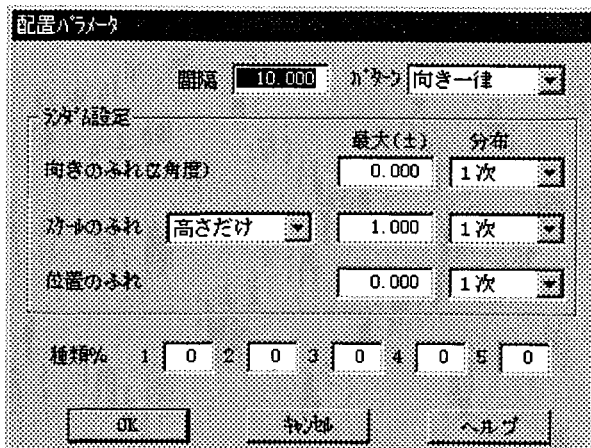 配置ﾊﾟﾗﾒｰﾀ
間隔 10.000 ﾊﾟﾀｰﾝ 向き一律
ﾗﾝﾀﾞﾑ設定
最大(±) 分布
向きのふれ(Z角度) 0.000 1次
ｽｹｰﾙのふれ 高さだけ 1.000 1次
位置のふれ 0.000 1次
種類% 1 0 2 0 3 0 4 0 5 0
OK ｷｬﾝｾﾙ ヘルプ